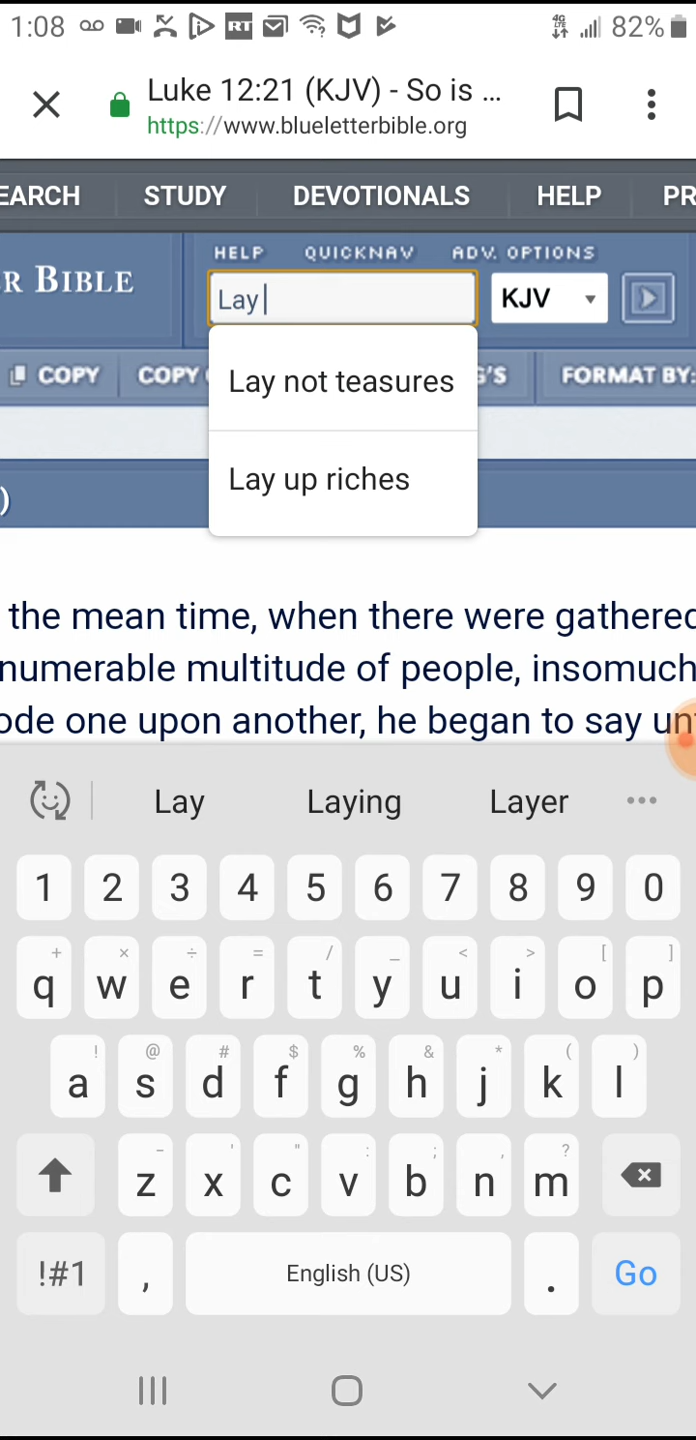 1:08 RT 4G LTE 82%
Luke 12:21 (KJV) - So is ...
https://www.blueletterbible.org
EARCH STUDY DEVOTIONALS HELP PR
HELP QUICKNAV ADV. OPTIONS
R BIBLE Lay KJV
COPY COPY G'S FORMAT BY:
Lay not teasures
Lay up riches
)
the mean time, when there were gathered
numerable multitude of people, insomuch
ode one upon another, he began to say un
Lay Laying Layer ...
1 2 3 4 5 6 7 8 9 0
+ × ÷ = / _ < > [ ]
q w e r t y u i o p
! @ # $ % & * ( )
a s d f g h j k l
- ' " : ; , ?
z x c v b n m
!#1 , English (US) . Go